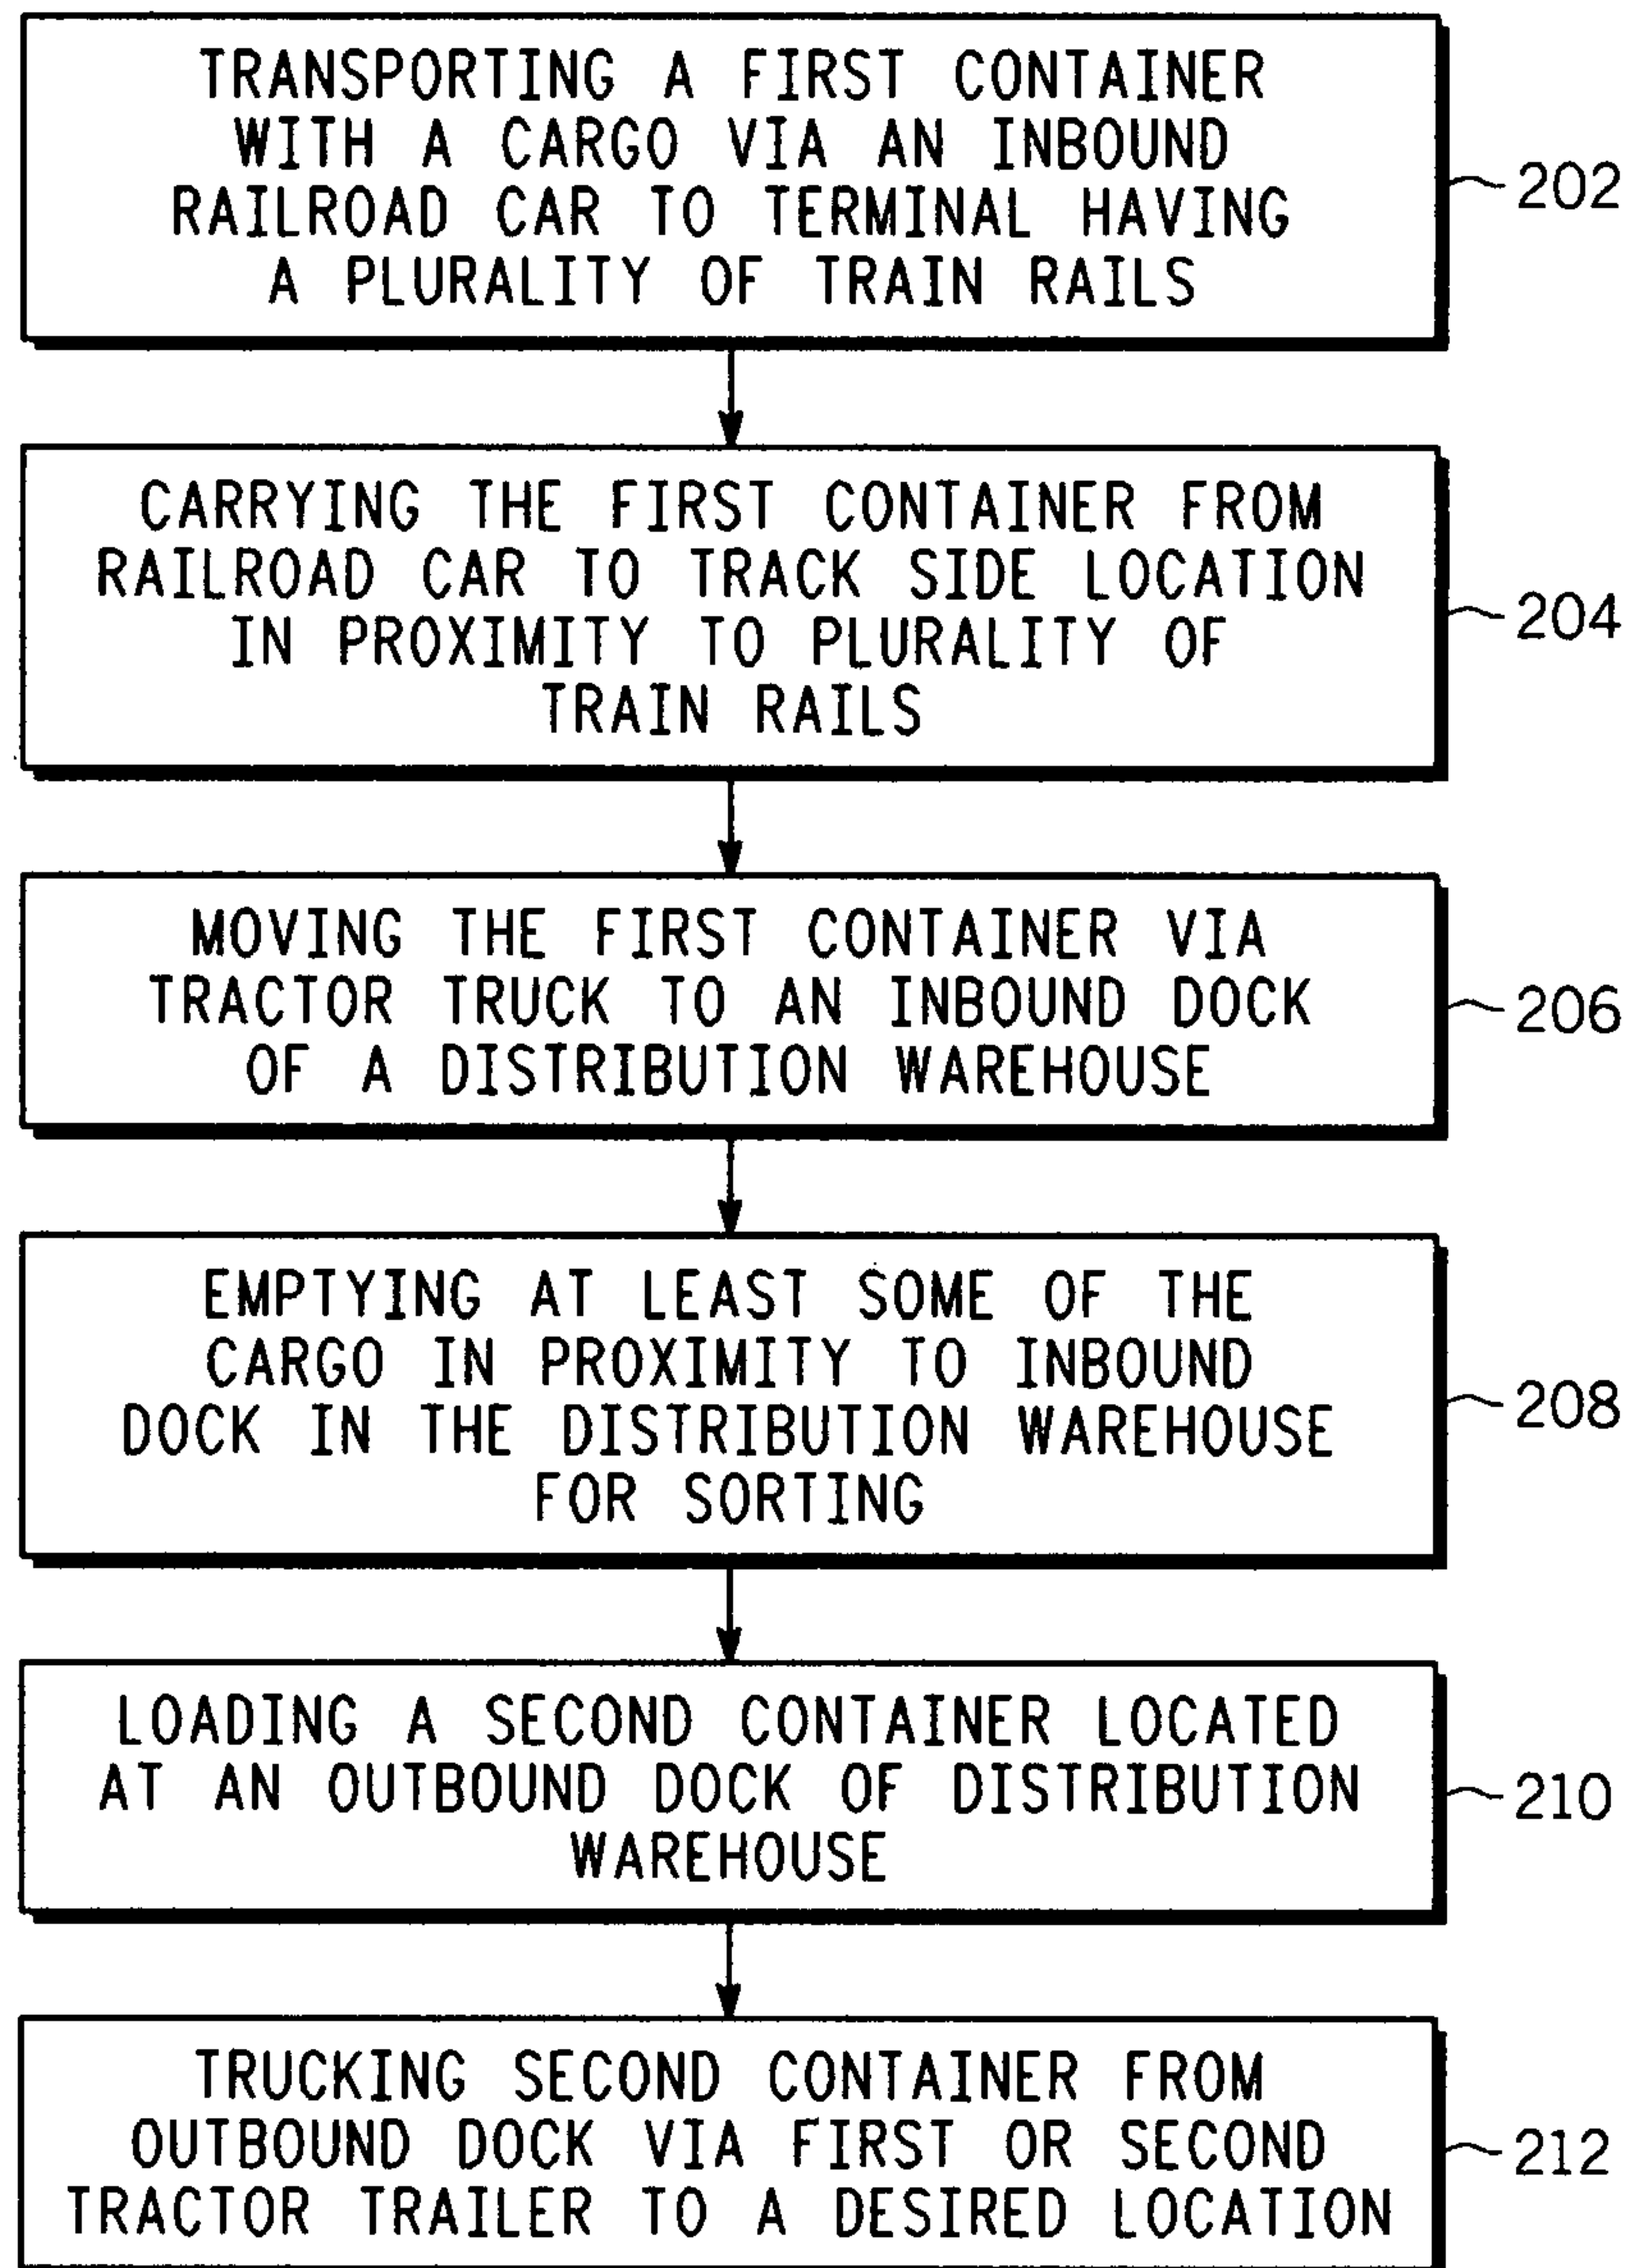 TRANSPORTING A FIRST CONTAINER
WITH A CARGO VIA AN INBOUND
RAILROAD CAR TO TERMINAL HAVING
A PLURALITY OF TRAIN RAILS
202
CARRYING THE FIRST CONTAINER FROM
RAILROAD CAR TO TRACK SIDE LOCATION
IN PROXIMITY TO PLURALITY OF
TRAIN RAILS
204
MOVING THE FIRST CONTAINER VIA
TRACTOR TRUCK TO AN INBOUND DOCK
OF A DISTRIBUTION WAREHOUSE
206
EMPTYING AT LEAST SOME OF THE
CARGO IN PROXIMITY TO INBOUND
DOCK IN THE DISTRIBUTION WAREHOUSE
FOR SORTING
208
LOADING A SECOND CONTAINER LOCATED
AT AN OUTBOUND DOCK OF DISTRIBUTION
WAREHOUSE
210
TRUCKING SECOND CONTAINER FROM
OUTBOUND DOCK VIA FIRST OR SECOND
TRACTOR TRAILER TO A DESIRED LOCATION
212